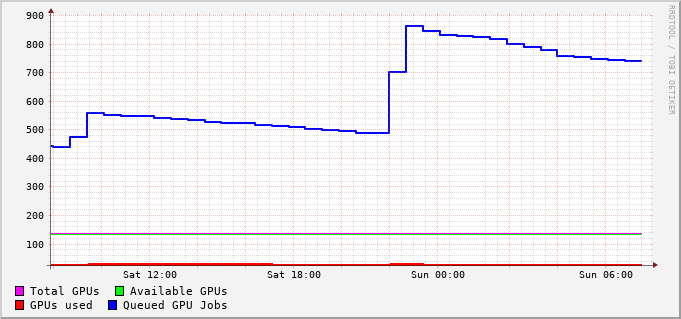 900
800
700
600
500
400
300
200
100
Sat 12:00 Sat 18:00 Sun 00:00 Sun 06:00
Total GPUs Available GPUs
GPUs used Queued GPU Jobs
RRDTOOL / TOBI OETIKER